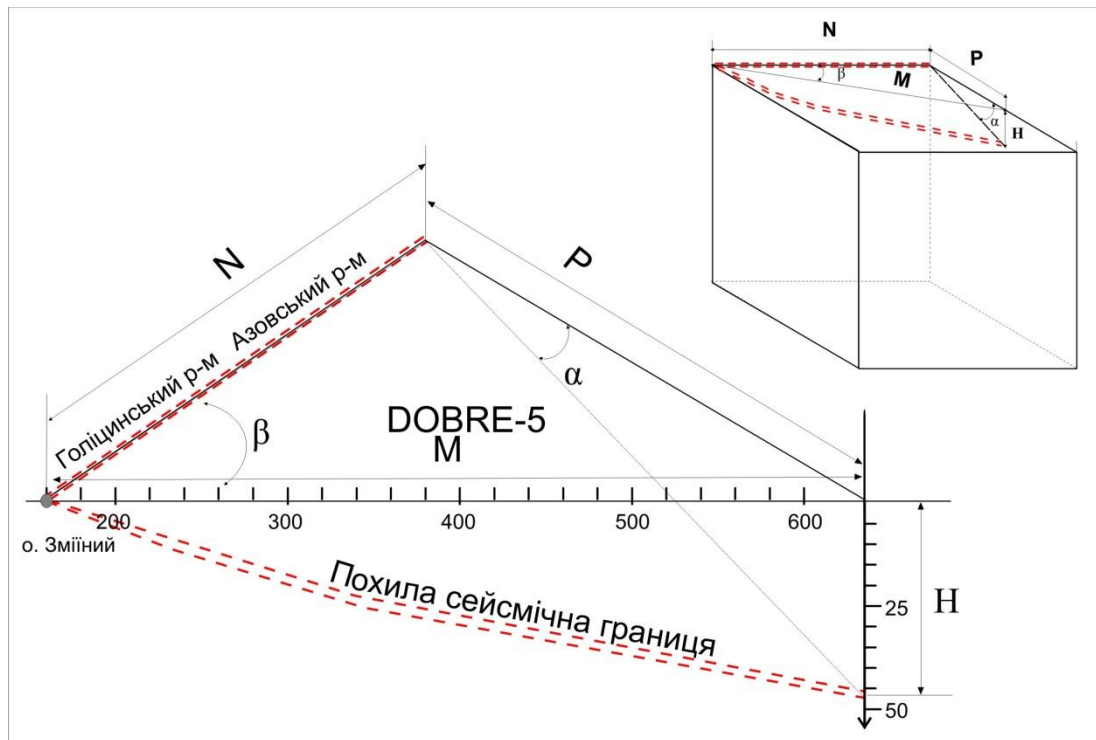 N
P
β
M
α
H
N
P
Голіцинський р-м Азовський р-м
α
β
DOBRE-5
M
200 300 400 500 600
о. Зміїний
Похила сейсмічна границя
25
H
50